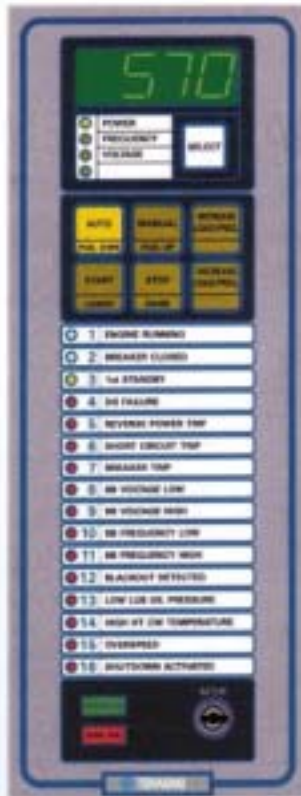 570
POWER
FREQUENCY
VOLTAGE
SELECT
AUTO
MANUAL
INCREASE
START
STOP
INCREASE
1 ENGINE RUNNING
2 BREAKER CLOSED
3 1st STANDBY
4 FAILURE
5 REVERSE POWER TRIP
6 SHORT CIRCUIT TRIP
7 BREAKER TRIP
8 BB VOLTAGE LOW
9 BB VOLTAGE HIGH
10 BB FREQUENCY LOW
11 BB FREQUENCY HIGH
12 BLACKOUT DETECTED
13 LOW LUB OIL PRESSURE
14 HIGH HT CW TEMPERATURE
15 OVERSPEED
16 SHUTDOWN ACTIVATED